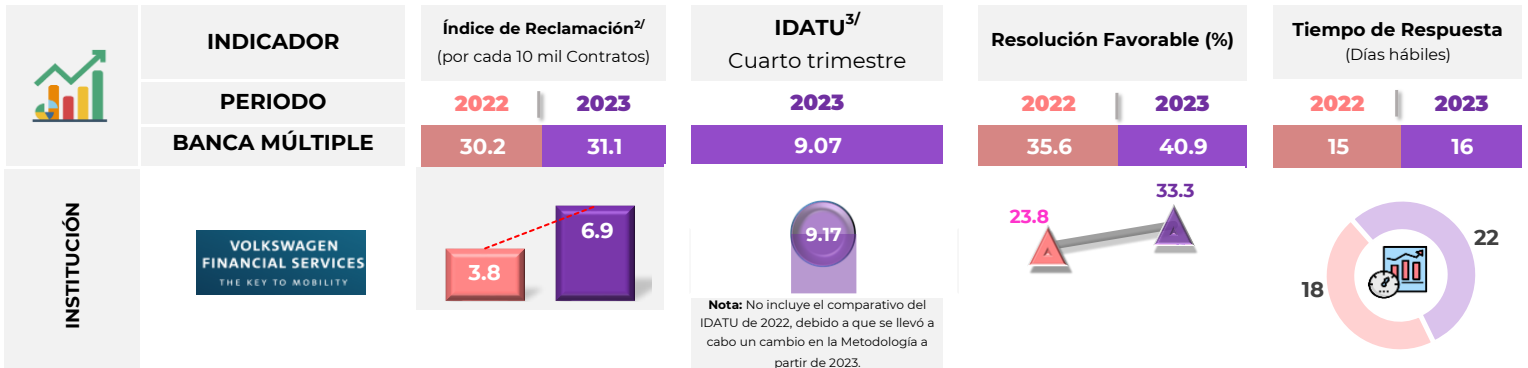 INDICADOR
Índice de Reclamación2/
(por cada 10 mil Contratos)
IDATU3/
Cuarto trimestre
Resolución Favorable (%)
Tiempo de Respuesta
(Días hábiles)
PERIODO
2022 2023
2023
2022 2023
2022 2023
BANCA MÚLTIPLE
30.2 31.1
9.07
35.6 40.9
15 16
INSTITUCIÓN
VOLKSWAGEN
FINANCIAL SERVICES
THE KEY TO MOBILITY
3.8
6.9
9.17
Nota: No incluye el comparativo del
IDATU de 2022, debido a que se llevó a
cabo un cambio en la Metodología a
partir de 2023.
23.8
33.3
18
22